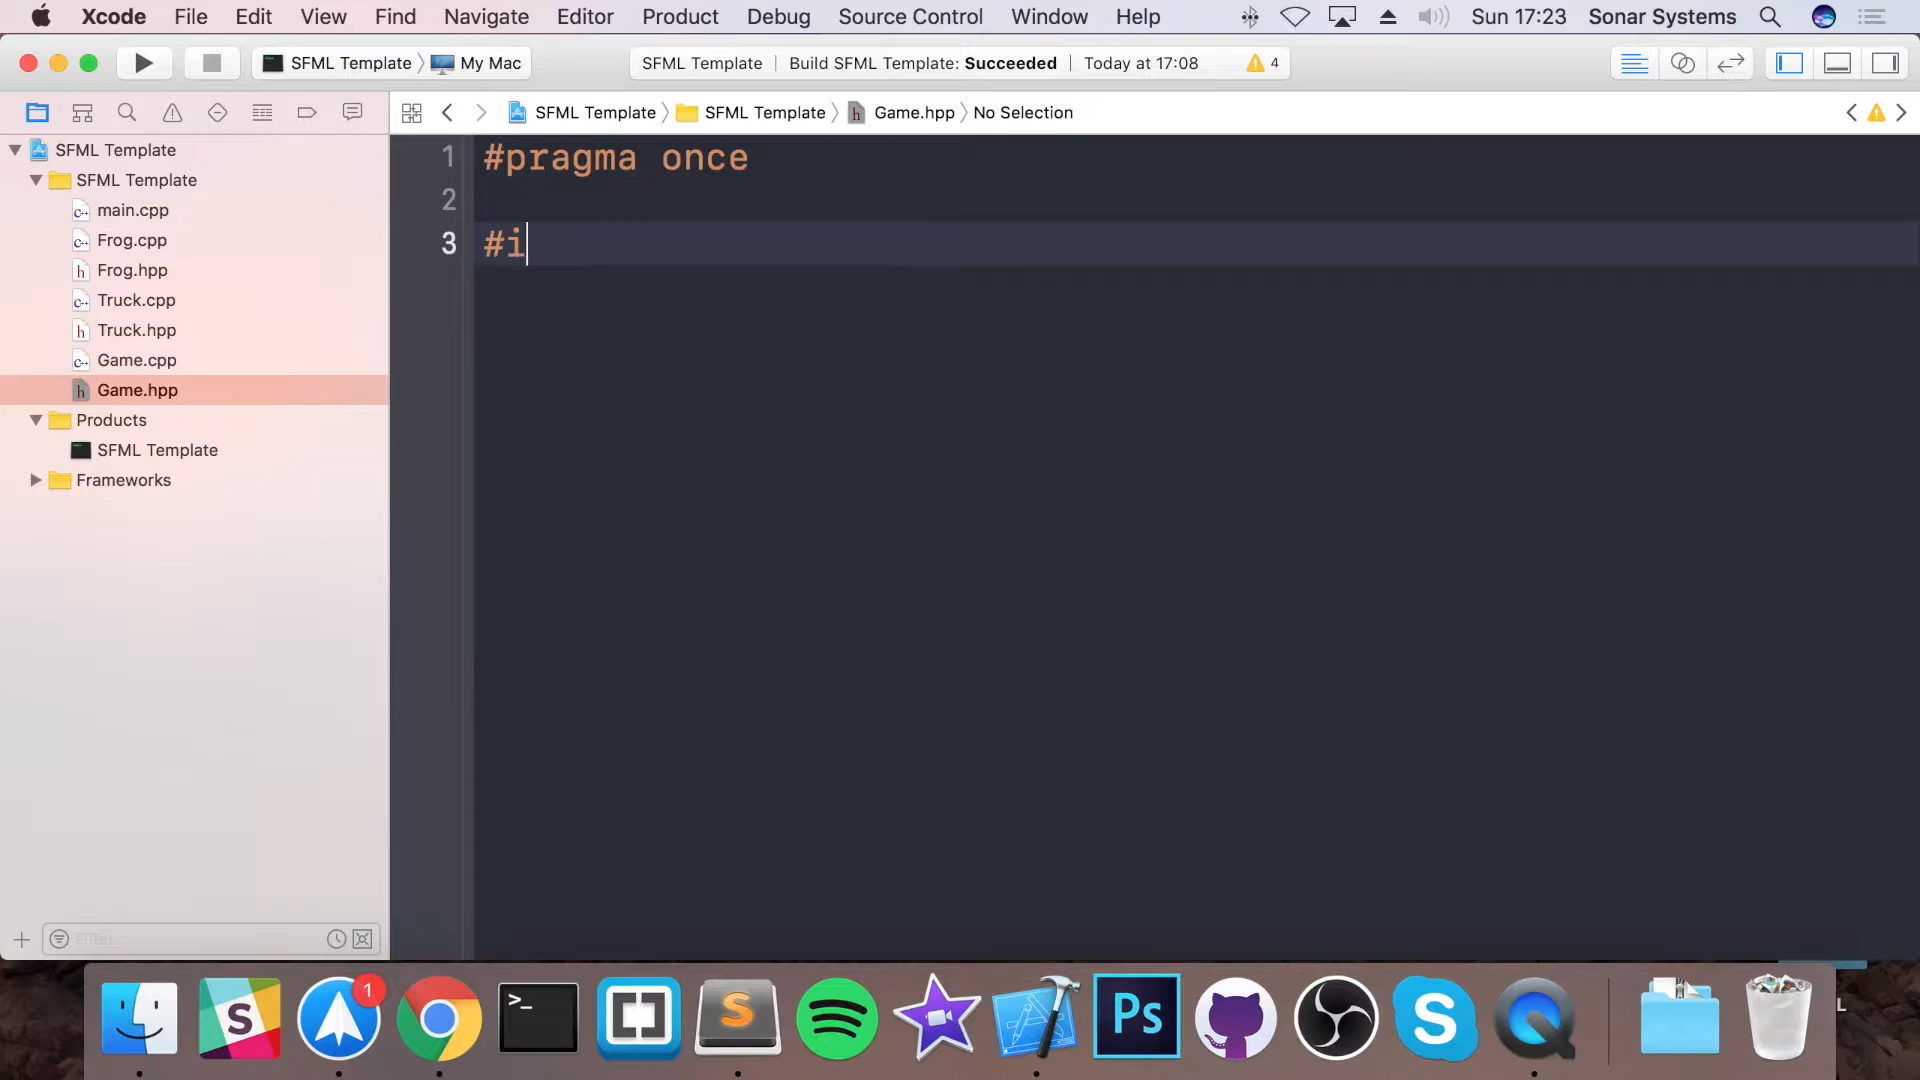 Xcode File Edit View Find Navigate Editor Product Debug Source Control Window Help Sun 17:23 Sonar Systems
SFML Template My Mac SFML Template Build SFML Template: Succeeded Today at 17:08 4
SFML Template SFML Template h Game.hpp No Selection
SFML Template
SFML Template
C++ main.cpp
C++ Frog.cpp
h Frog.hpp
C++ Truck.cpp
h Truck.hpp
C++ Game.cpp
h Game.hpp
Products
SFML Template
Frameworks
1 #pragma once
2
3 #i
Filter
S 1 >_ S Ps S L